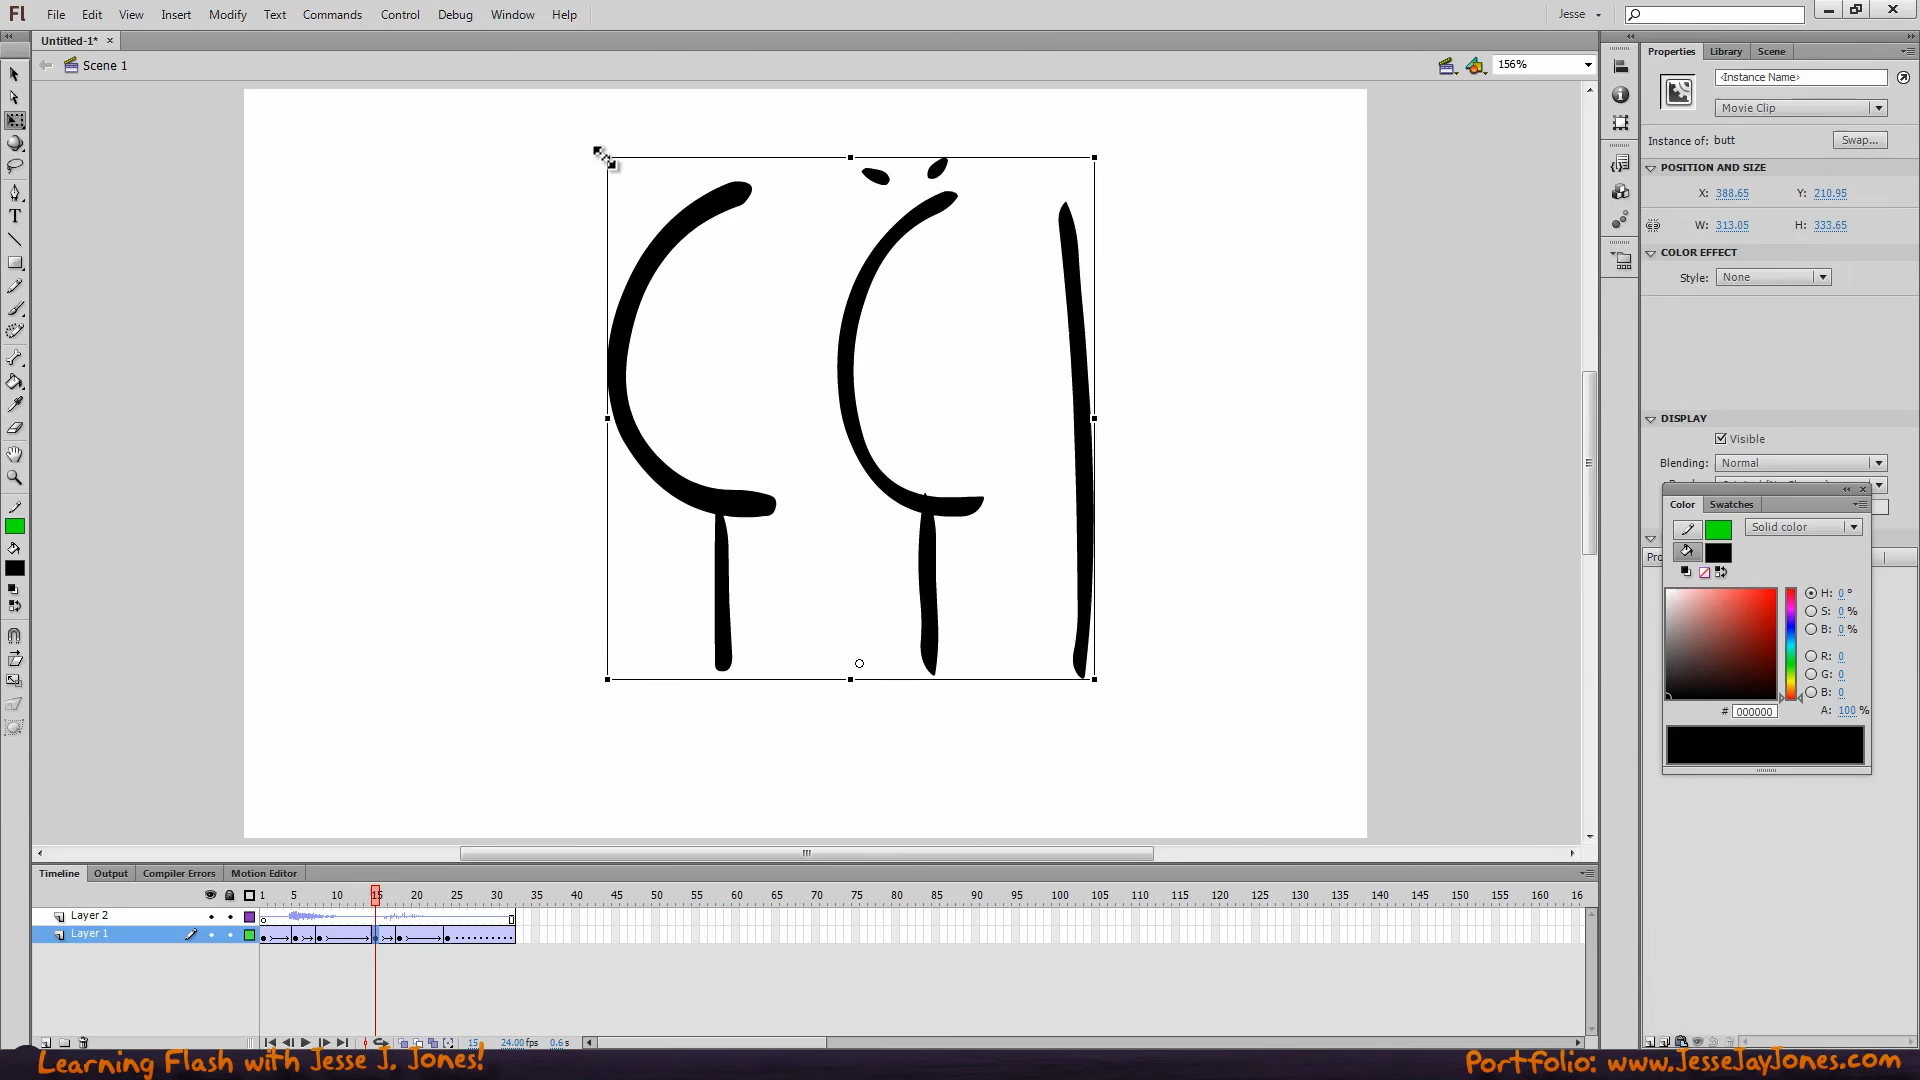 Fl File Edit View Insert Modify Text Commands Control Debug Window Help Jesse
Untitled-1* ×
Scene 1 156%
Properties Library Scene
<Instance Name>
Movie Clip
Instance of: butt Swap...
POSITION AND SIZE
X: 388.65 Y: 210.95
W: 313.05 H: 333.65
COLOR EFFECT
Style: None
DISPLAY
Visible
Blending: Normal
Color Swatches
Solid color
H: 0 °
S: 0 %
B: 0 %
R: 0
G: 0
B: 0
# 000000 A: 100 %
Timeline Output Compiler Errors Motion Editor
1 5 10 15 20 25 30 35 40 45 50 55 60 65 70 75 80 85 90 95 100 105 110 115 120 125 130 135 140 145 150 155 160 16
Layer 2
Layer 1
15 24.00 fps 0.6 s
Learning Flash with Jesse J. Jones! Portfolio: www.JesseJayJones.com